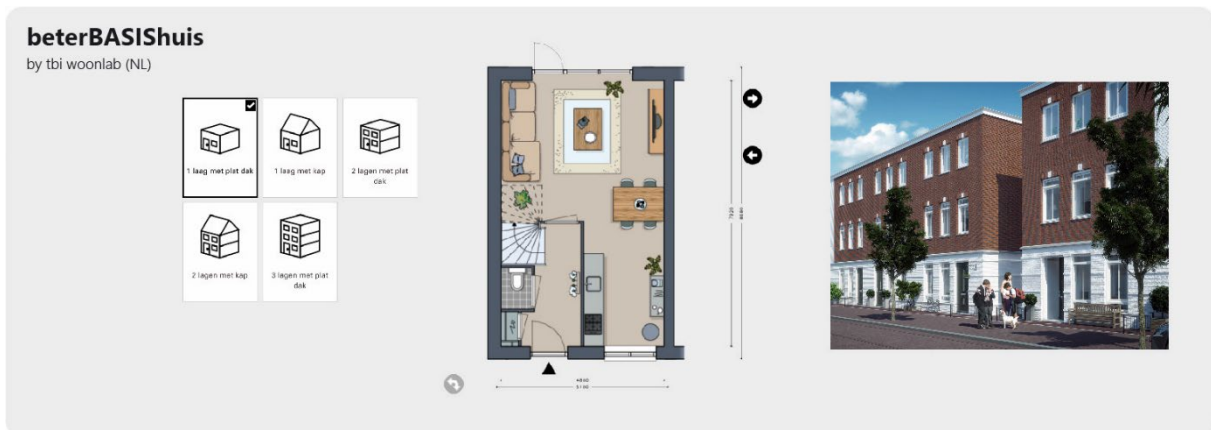 beterBASIShuis
by tbi woonlab (NL)
1 laag met plat dak
1 laag met kap
2 lagen met plat
dak
2 lagen met kap
3 lagen met plat
dak